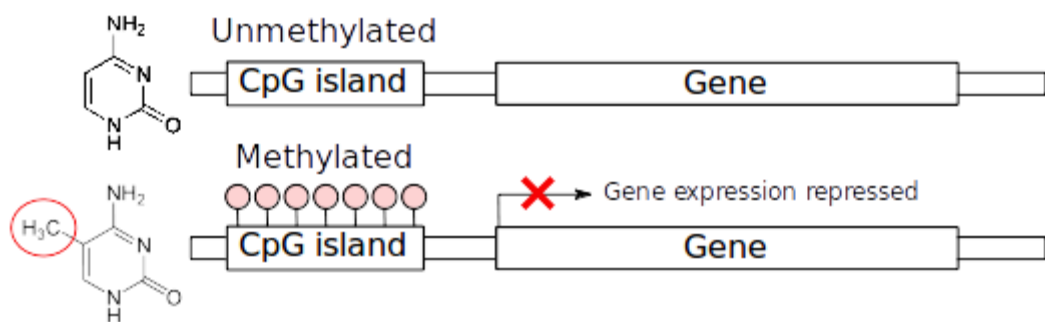 NH₂
Unmethylated
N
CpG island
Gene
N
H
O
Methylated
NH₂
H₃C
Gene expression repressed
N
CpG island
Gene
N
H
O